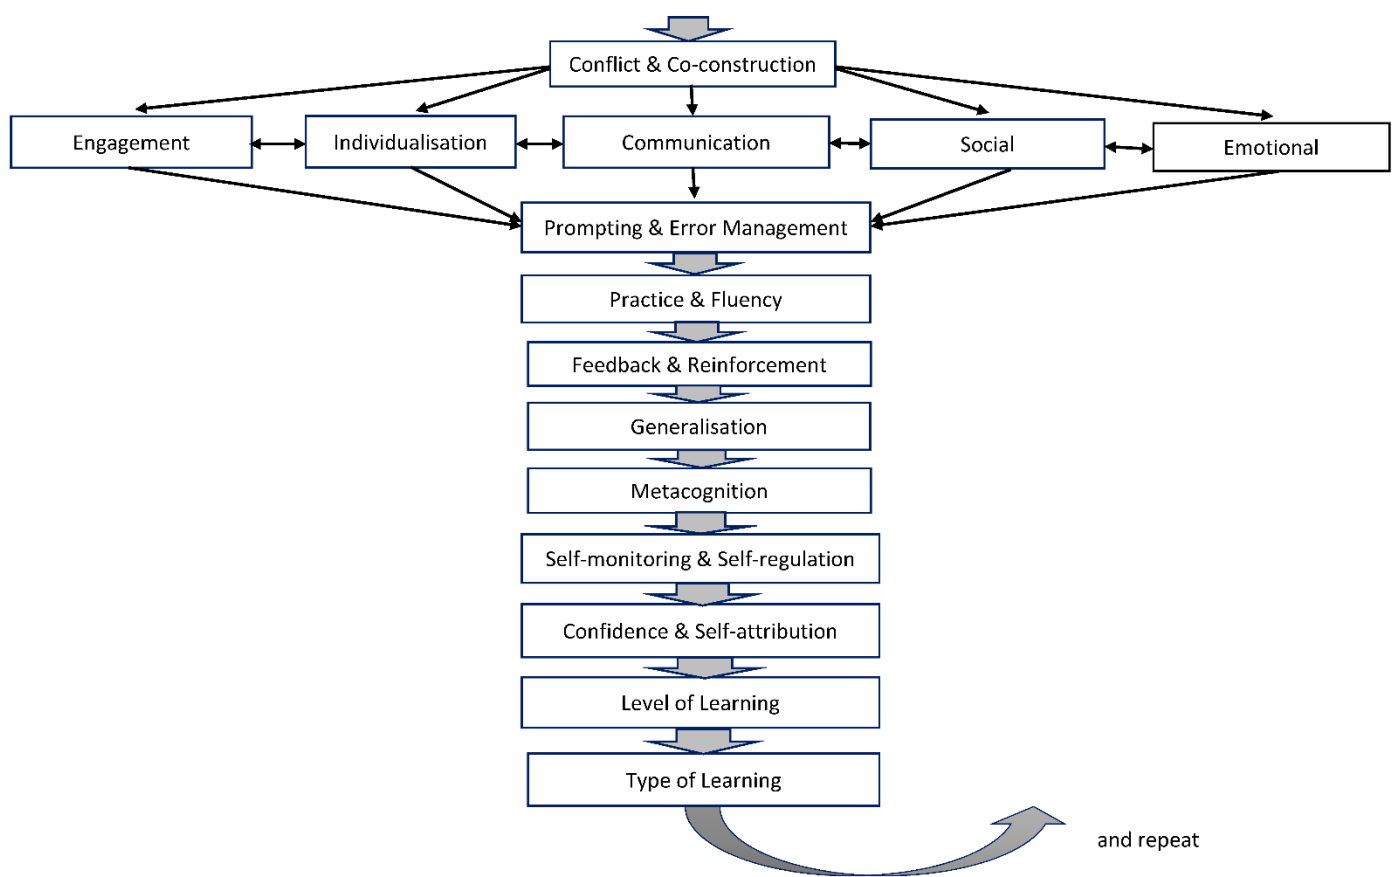 Conflict & Co-construction
Engagement
Individualisation
Communication
Social
Emotional
Prompting & Error Management
Practice & Fluency
Feedback & Reinforcement
Generalisation
Metacognition
Self-monitoring & Self-regulation
Confidence & Self-attribution
Level of Learning
Type of Learning
and repeat